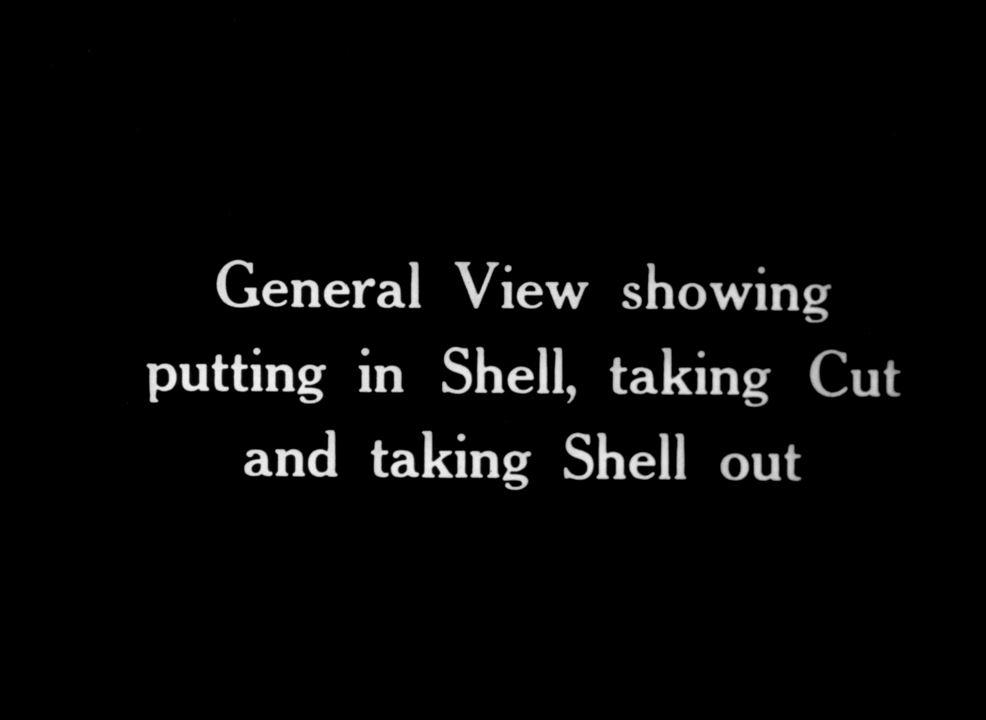 General View showing
putting in Shell, taking Cut
and taking Shell out